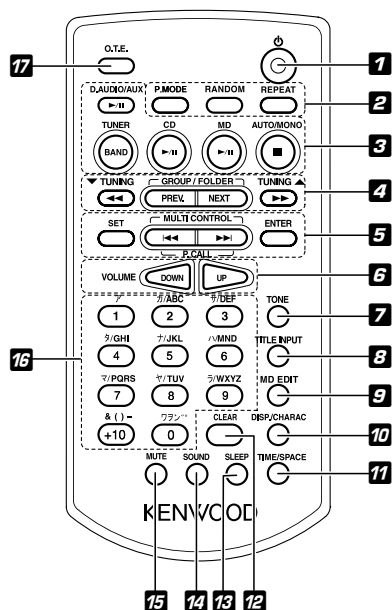 O.T.E.
17
1
D.AUDIO/AUX
P.MODE
RANDOM
REPEAT
►/II
2
TUNER
CD
MD
AUTO/MONO
BAND
►/II
►/II
■
3
▼ TUNING
GROUP / FOLDER
TUNING ▲
◄◄
PREV.
NEXT
►►
4
SET
MULTI CONTROL
ENTER
|◄◄
►►|
5
P.CALL
VOLUME
DOWN
UP
6
16
ア
カ/ABC
サ/DEF
TONE
1
2
3
7
タ/GHI
ナ/JKL
ハ/MNO
TITLE INPUT
4
5
6
8
マ/PQRS
ヤ/TUV
ラ/WXYZ
MD EDIT
7
8
9
9
& ( ) –
ワヲン゛゜
CLEAR
DISP./CHARAC
+10
0
10
MUTE
SOUND
SLEEP
TIME/SPACE
11
KENWOOD
15
14
13
12